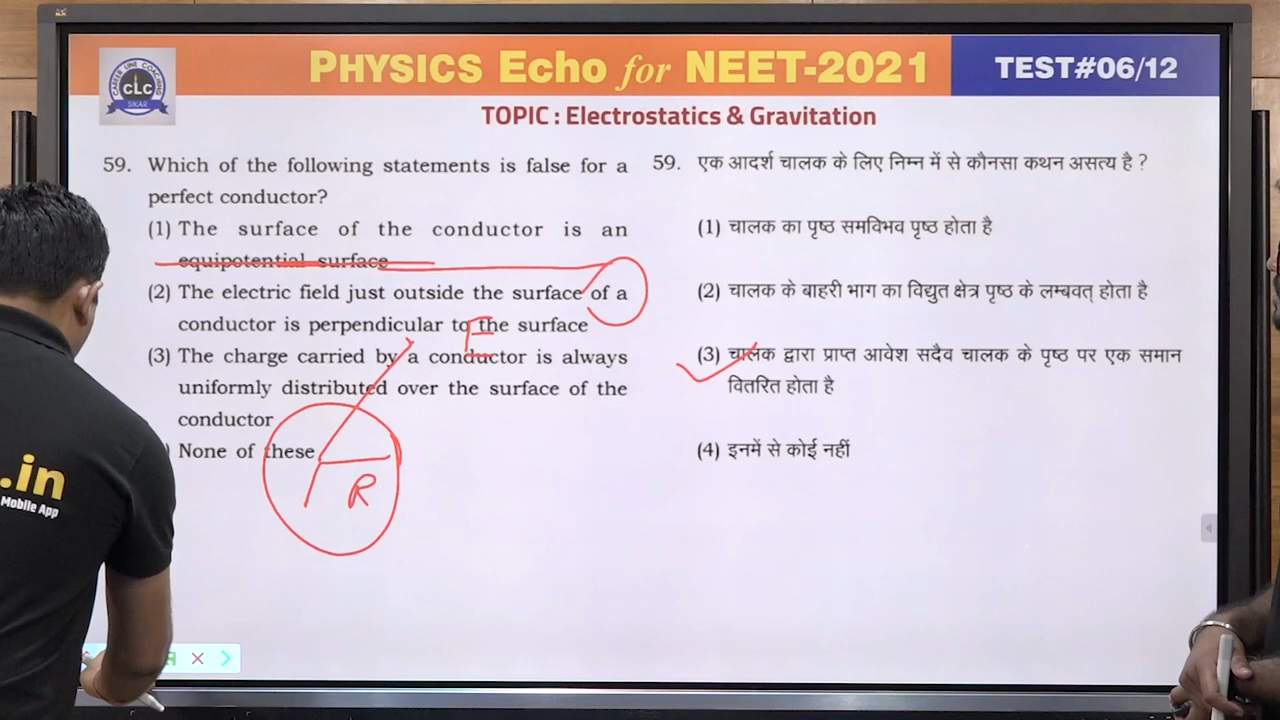 CAREER LINE COACHING
CLC
SIKAR
PHYSICS Echo for NEET-2021
TEST#06/12
TOPIC : Electrostatics & Gravitation
59. Which of the following statements is false for a
perfect conductor?
(1) The surface of the conductor is an
equipotential surface
(2) The electric field just outside the surface of a
conductor is perpendicular to the surface
(3) The charge carried by a conductor is always
uniformly distributed over the surface of the
conductor
) None of these
E
R
59. एक आदर्श चालक के लिए निम्न में से कौनसा कथन असत्य है ?
(1) चालक का पृष्ठ समविभव पृष्ठ होता है
(2) चालक के बाहरी भाग का विद्युत क्षेत्र पृष्ठ के लम्बवत् होता है
(3) चालक द्वारा प्राप्त आवेश सदैव चालक के पृष्ठ पर एक समान
वितरित होता है
(4) इनमें से कोई नहीं
.in
Mobile App